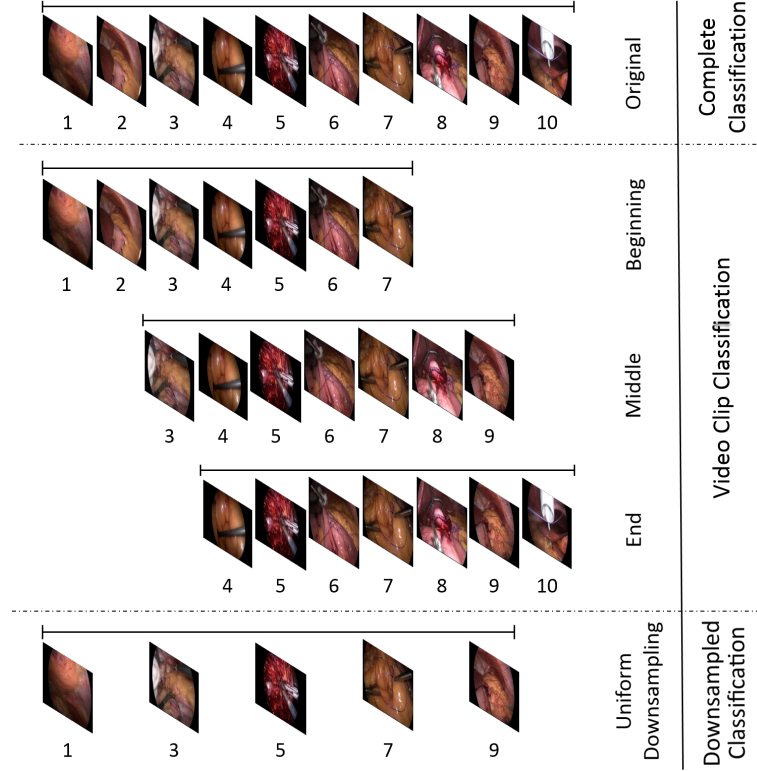 Original
Complete
Classification
1 2 3 4 5 6 7 8 9 10
Beginning
1 2 3 4 5 6 7
Video Clip Classification
Middle
3 4 5 6 7 8 9
End
4 5 6 7 8 9 10
Uniform
Downsampling
Downsampled
Classification
1 3 5 7 9